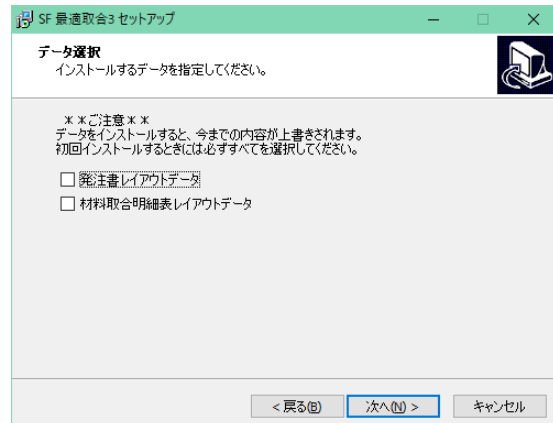 SF 最適取合3 セットアップ
データ選択
インストールするデータを指定してください。
＊＊ご注意＊＊
データをインストールすると、今までの内容が上書きされます。
初回インストールするときには必ずすべてを選択してください。
発注書レイアウトデータ
材料取合明細表レイアウトデータ
< 戻る(B)
次へ(N) >
キャンセル